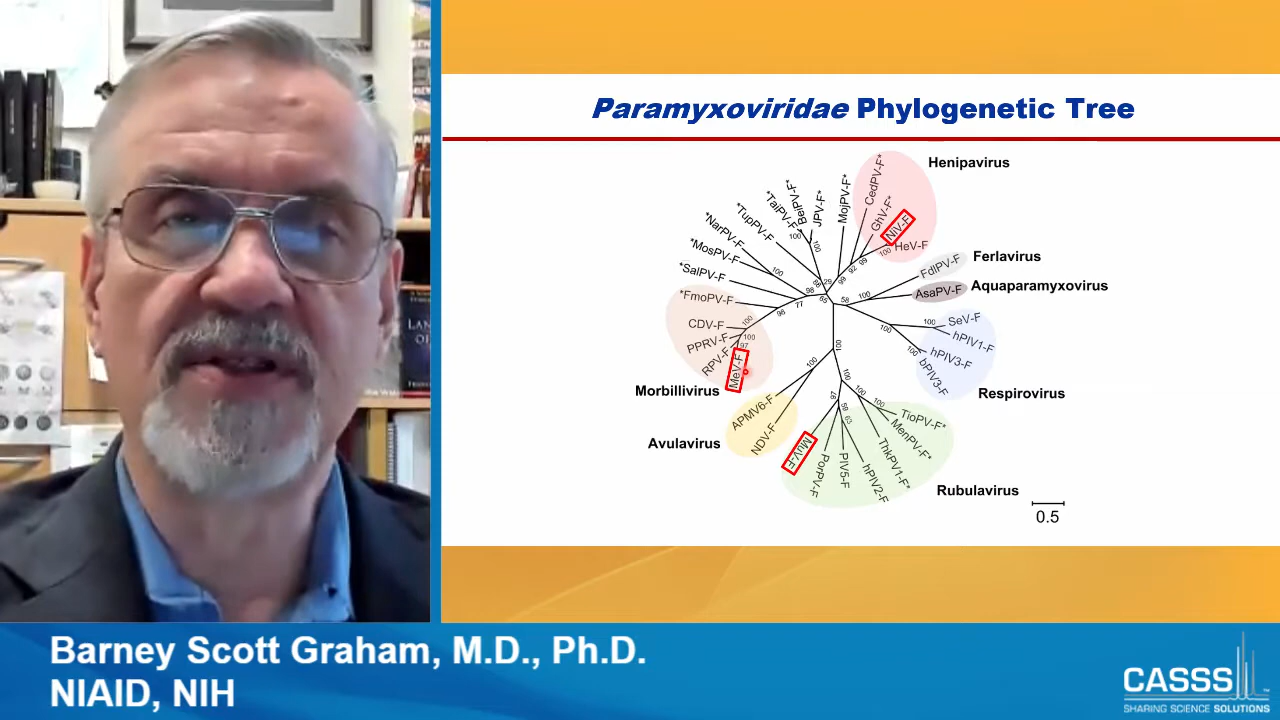 Paramyxoviridae Phylogenetic Tree
Henipavirus
CedPV-F*
GhV-F*
NiV-F
HeV-F
MojPV-F*
JPV-F*
BeiPV-F*
*TailPV-F
*TupPV-F
*NarPV-F
*MosPV-F
*SalPV-F
*FmoPV-F
CDV-F
PPRV-F
RPV-F
MeV-F
Morbillivirus
FdlPV-F
Ferlavirus
AsaPV-F
Aquaparamyxovirus
SeV-F
hPIV1-F
hPIV3-F
bPIV3-F
Respirovirus
APMV6-F
NDV-F
Avulavirus
MuV-F
PorPV-F
PIV5-F
hPIV2-F
ThkPV1-F*
MenPV-F*
TioPV-F*
Rubulavirus
0.5
Barney Scott Graham, M.D., Ph.D.
NIAID, NIH
CASSS
SHARING SCIENCE SOLUTIONS